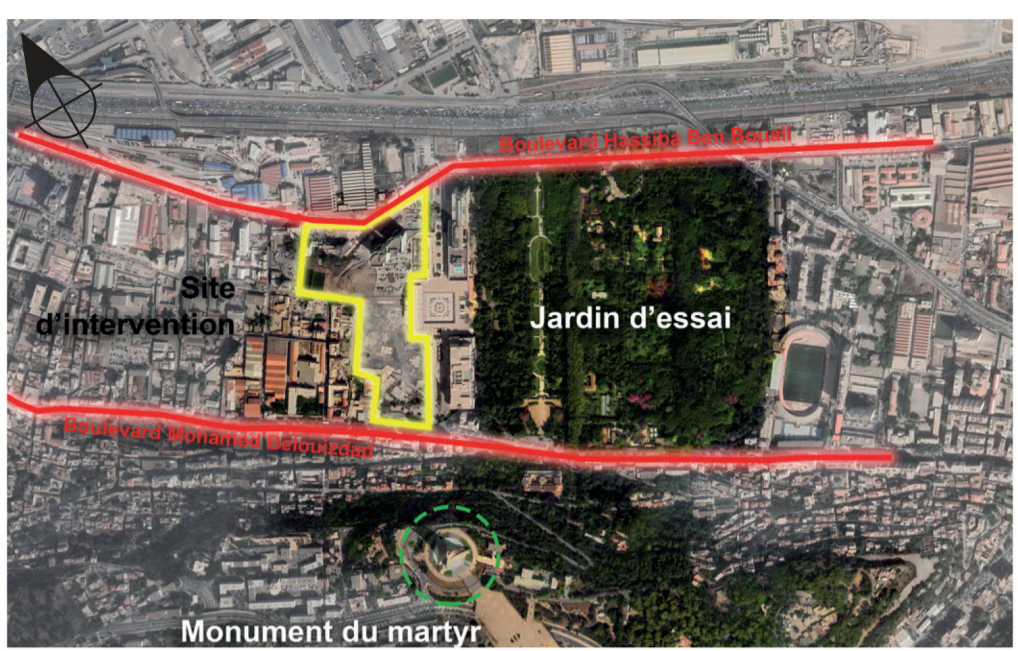 Boulevard Hassiba Ben Bouali
Site
d'intervention
Jardin d'essai
Boulevard Mohamed Belouizdad
Monument du martyr